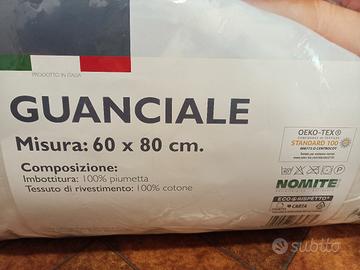 PRODOTTO IN ITALIA
GUANCIALE
Misura: 60 x 80 cm.
Composizione:
Imbottitura: 100% piumetta
Tessuto di rivestimento: 100% cotone
OEKO-TEX®
STANDARD 100
NOMITE
ECO&RISPETTO
CARTA
subito